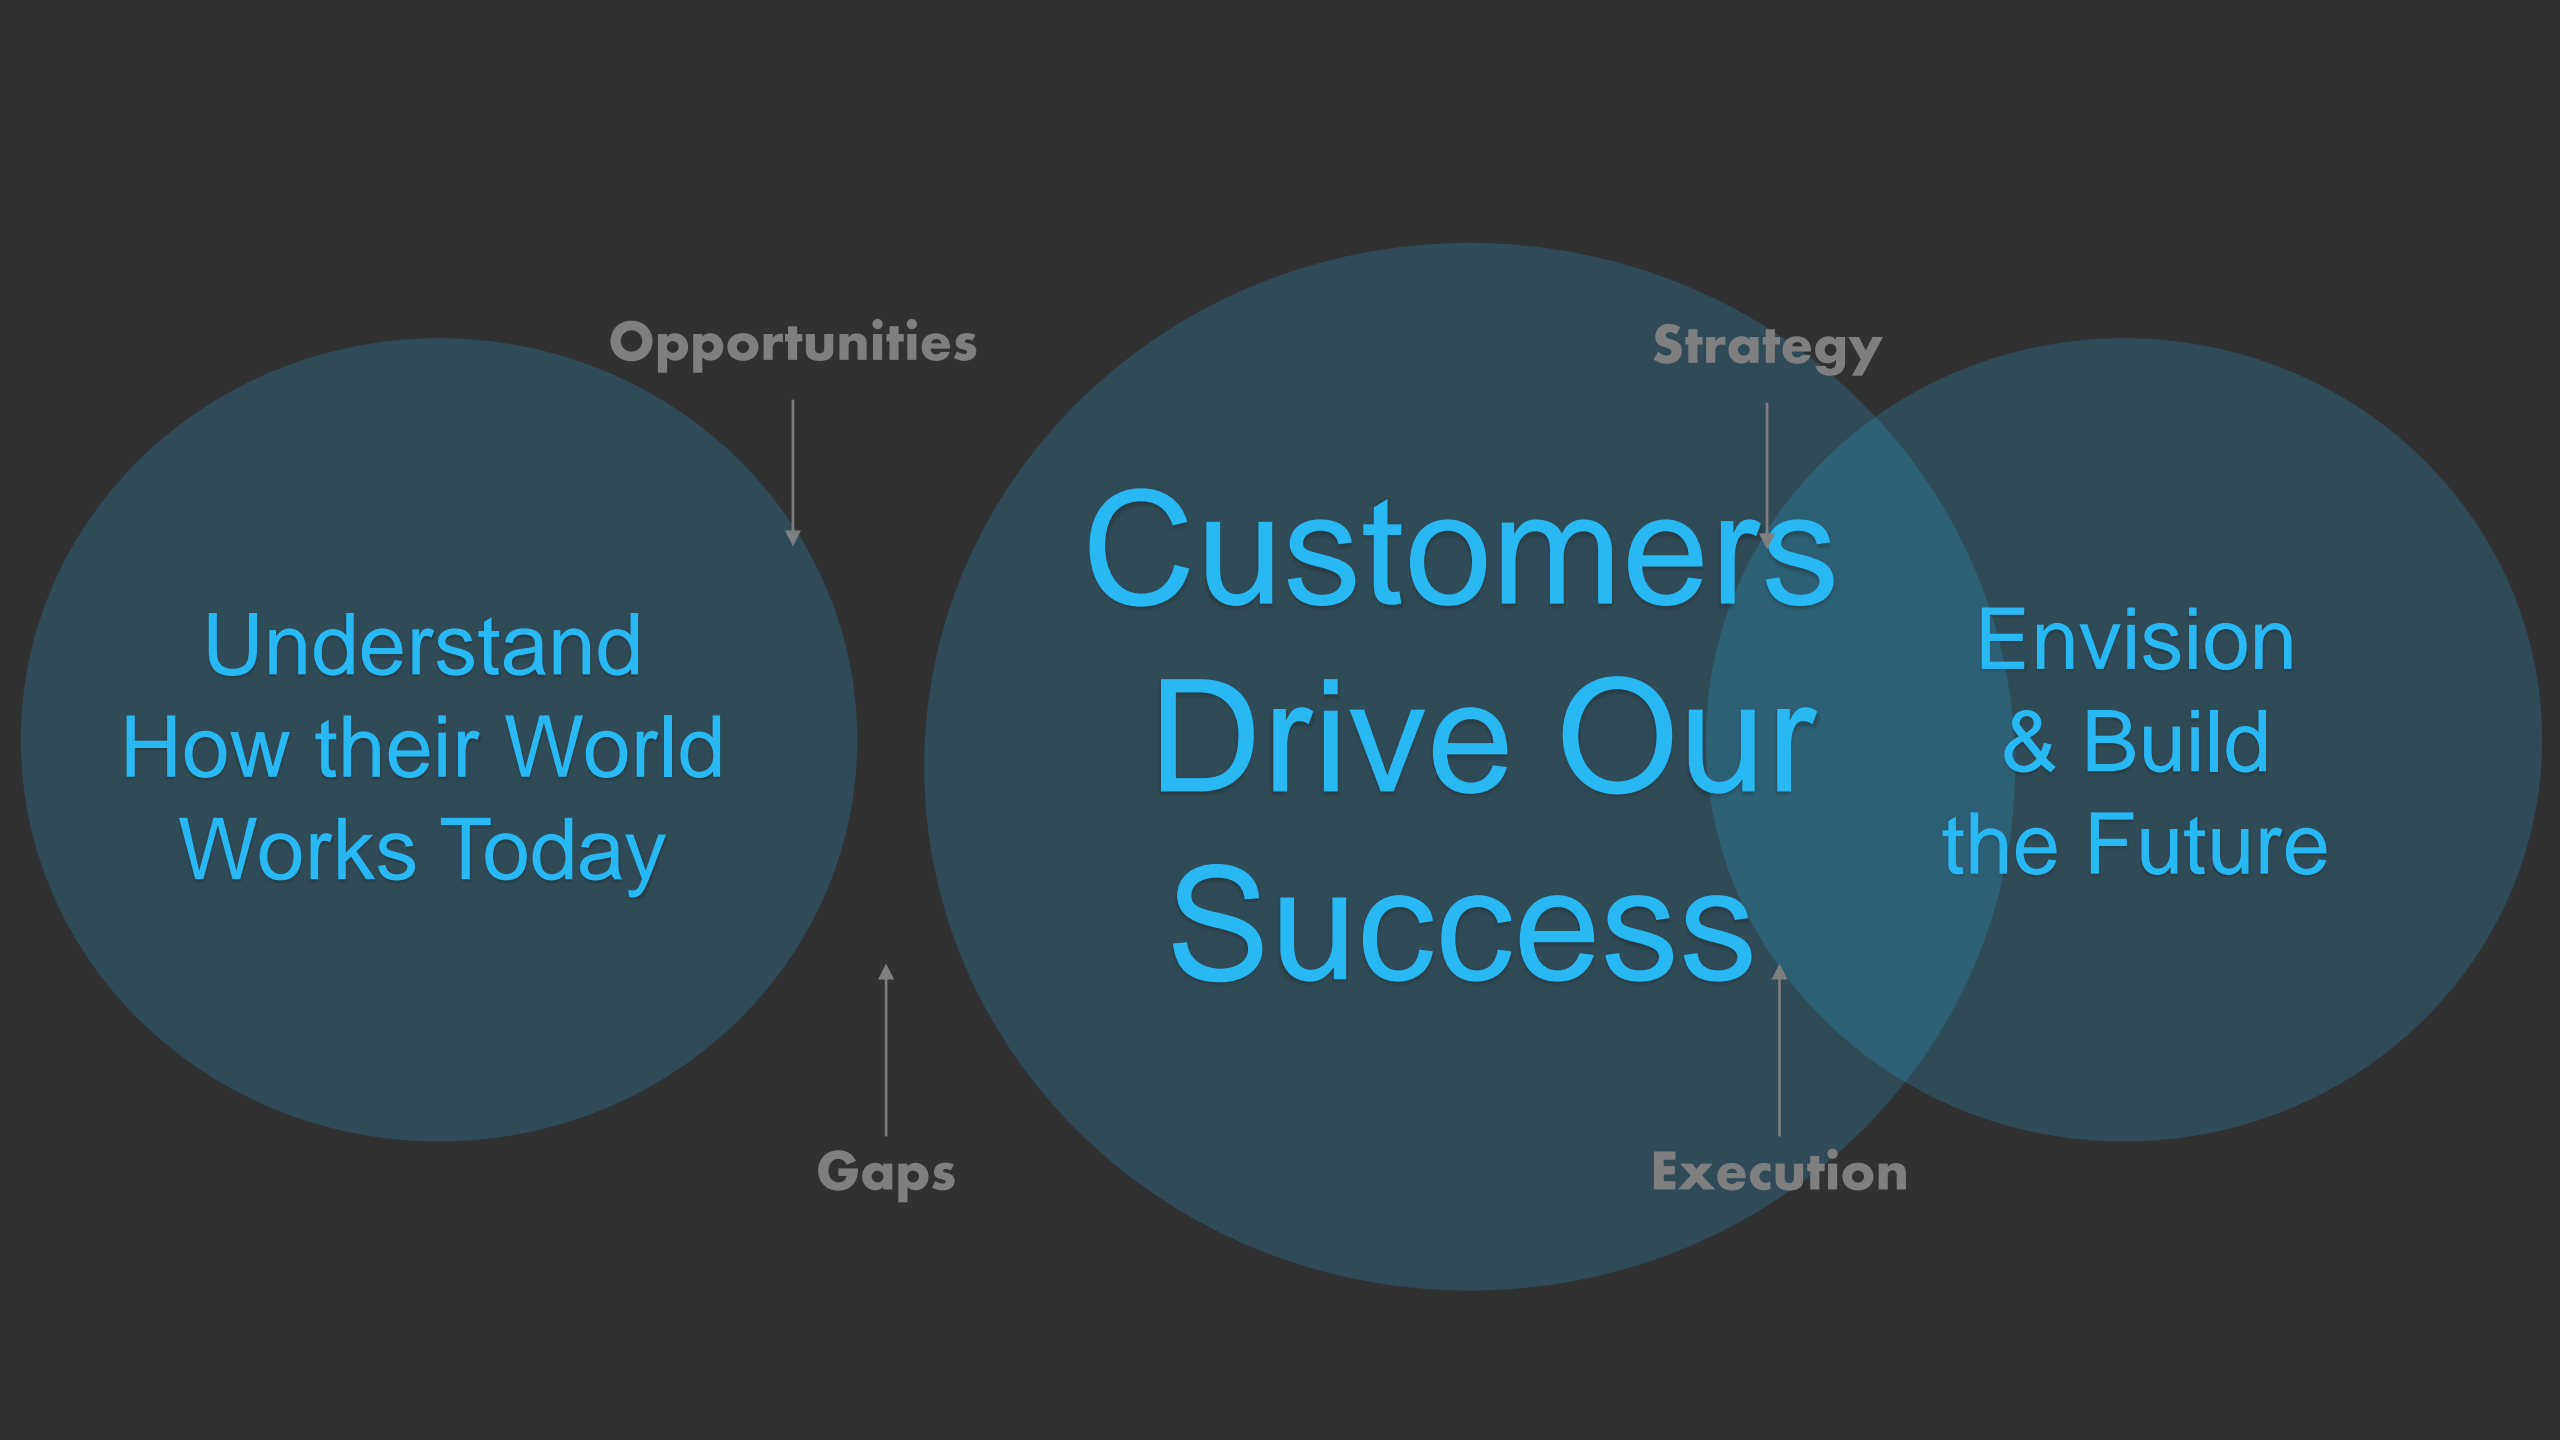 Opportunities
Strategy
Understand
How their World
Works Today
Customers
Drive Our
Success
Envision
& Build
the Future
Gaps
Execution